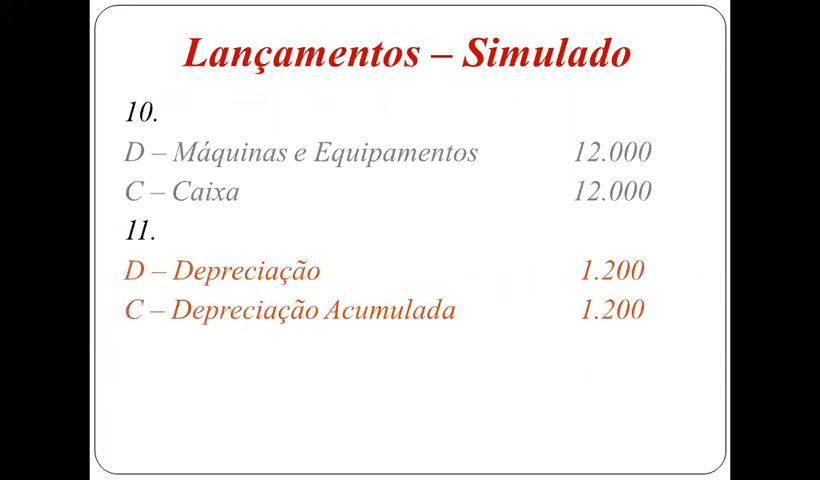 Lançamentos – Simulado
10.
D – Máquinas e Equipamentos 12.000
C – Caixa 12.000
11.
D – Depreciação 1.200
C – Depreciação Acumulada 1.200